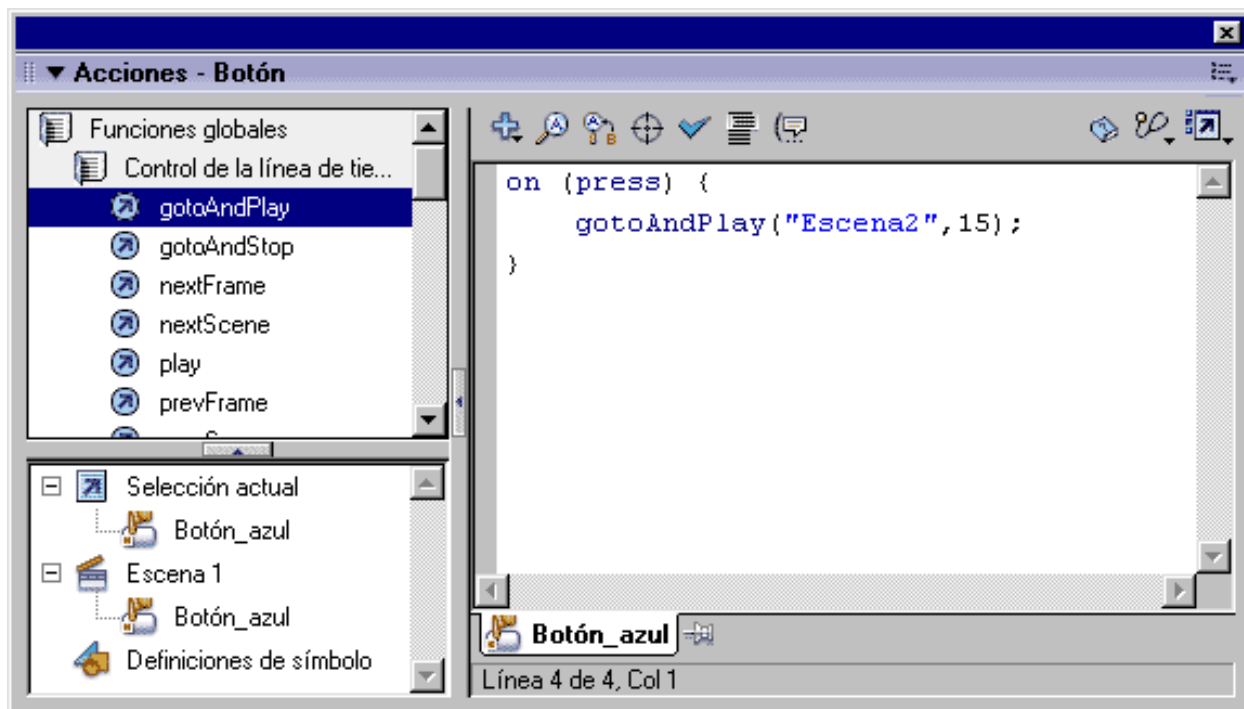 Acciones - Botón
Funciones globales
Control de la línea de tie...
gotoAndPlay
gotoAndStop
nextFrame
nextScene
play
prevFrame
Selección actual
Botón_azul
Escena 1
Botón_azul
Definiciones de símbolo
on (press) {
gotoAndPlay("Escena2",15);
}
Botón_azul
Línea 4 de 4, Col 1